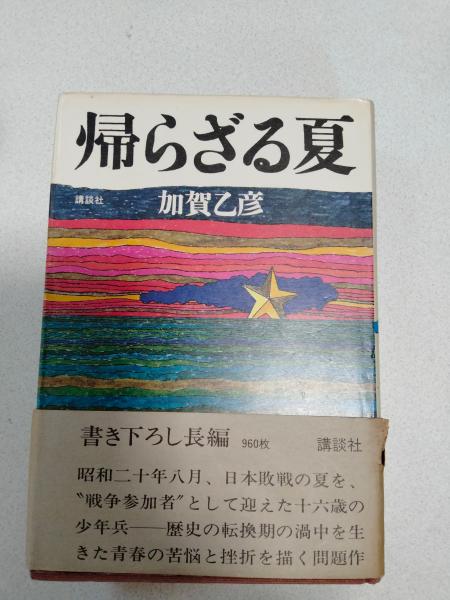 帰らざる夏
講談社
加賀乙彦
書き下ろし長編 960枚 講談社
昭和二十年八月、日本敗戦の夏を、
〝戦争参加者〟として迎えた十六歳の
少年兵──歴史の転換期の渦中を生
きた青春の苦悩と挫折を描く問題作